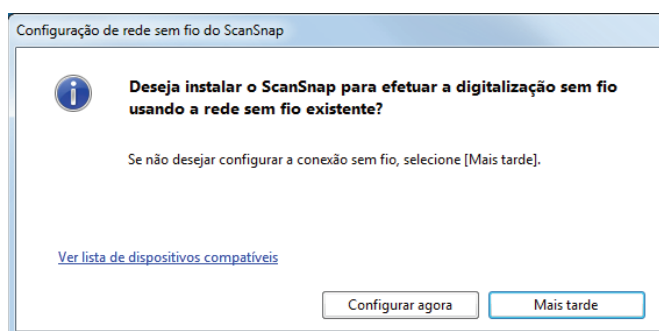 Configuração de rede sem fio do ScanSnap
Deseja instalar o ScanSnap para efetuar a digitalização sem fio
usando a rede sem fio existente?
Se não desejar configurar a conexão sem fio, selecione [Mais tarde].
Ver lista de dispositivos compatíveis
Configurar agora
Mais tarde